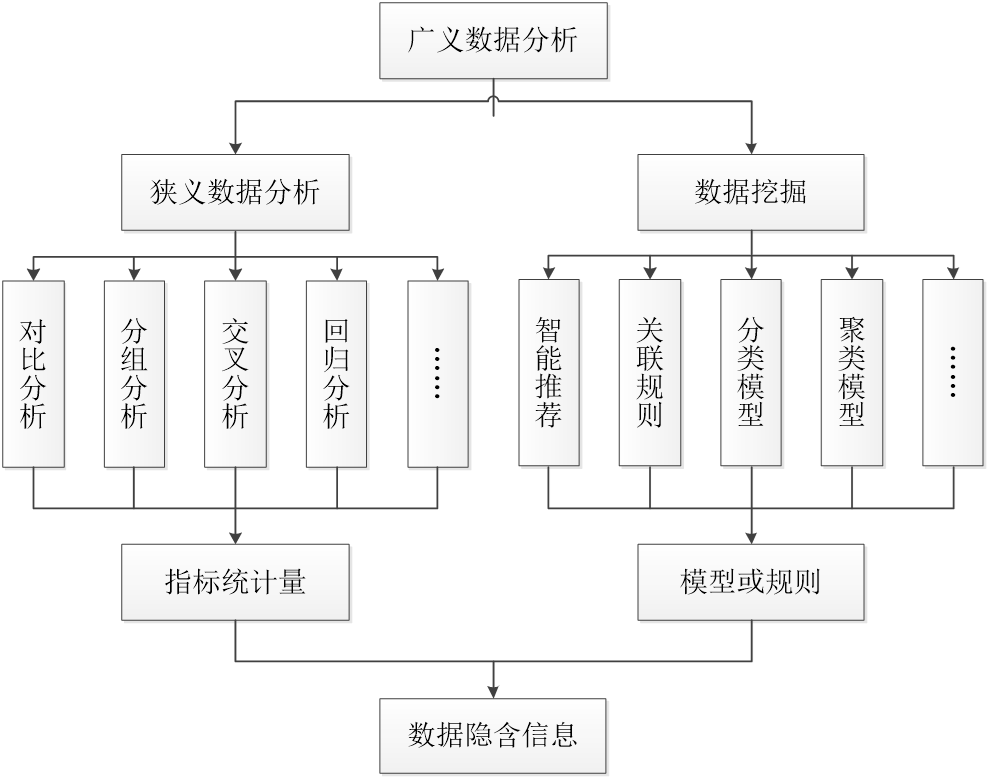 广义数据分析
狭义数据分析
数据挖掘
对比分析
分组分析
交叉分析
回归分析
……
智能推荐
关联规则
分类模型
聚类模型
……
指标统计量
模型或规则
数据隐含信息